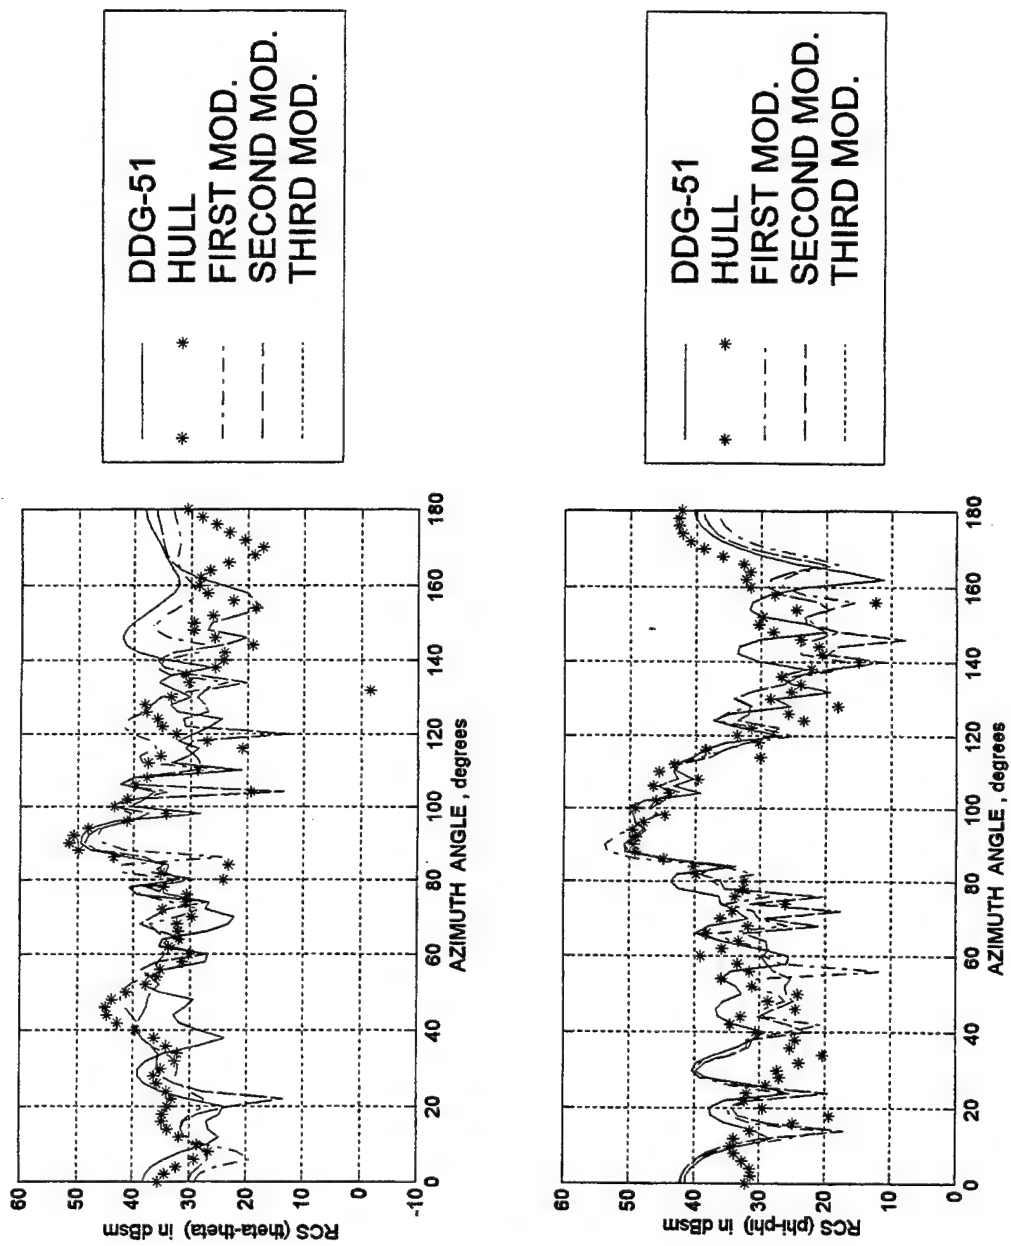 DDG-51
HULL
FIRST MOD.
SECOND MOD.
THIRD MOD.
60
50
40
30
20
10
0
-10
RCS (theta-theta) in dBsm
0
20
40
60
80
100
120
140
160
180
AZIMUTH ANGLE , degrees
DDG-51
HULL
FIRST MOD.
SECOND MOD.
THIRD MOD.
60
50
40
30
20
10
0
RCS (phi-phi) in dBsm
0
20
40
60
80
100
120
140
160
180
AZIMUTH ANGLE , degrees